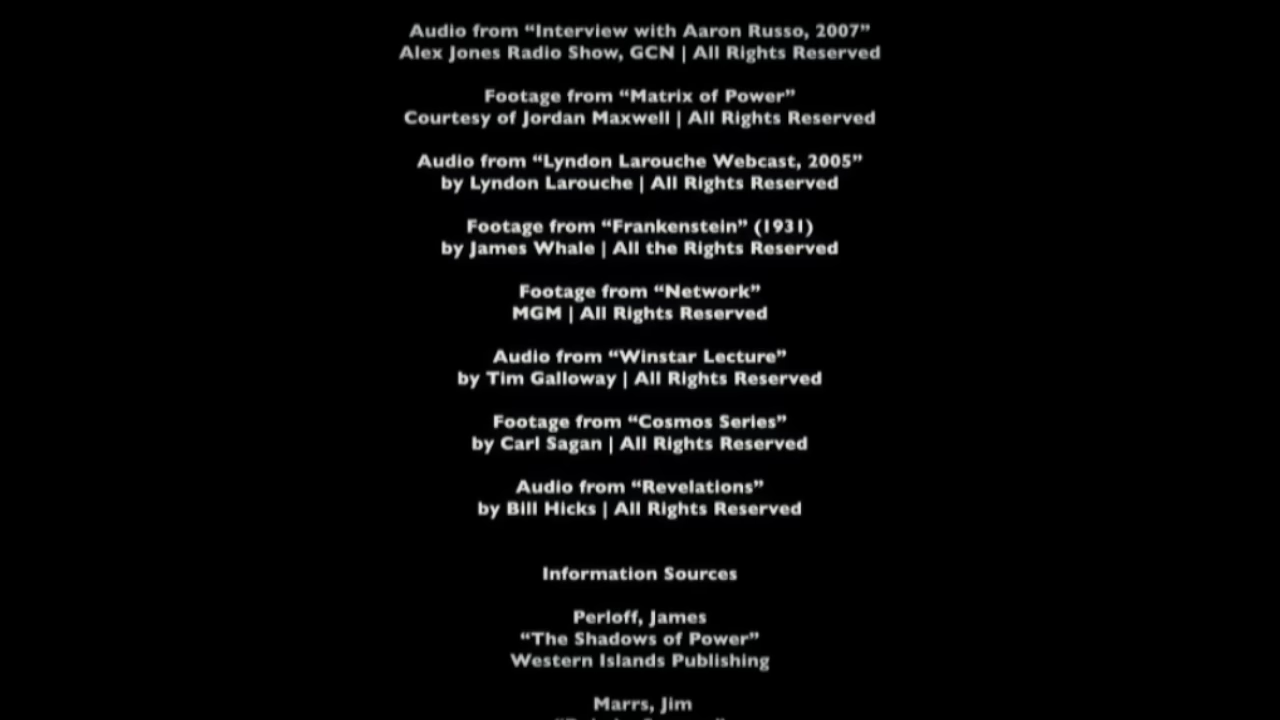 Audio from “Interview with Aaron Russo, 2007”
Alex Jones Radio Show, GCN | All Rights Reserved
Footage from “Matrix of Power”
Courtesy of Jordan Maxwell | All Rights Reserved
Audio from “Lyndon Larouche Webcast, 2005”
by Lyndon Larouche | All Rights Reserved
Footage from “Frankenstein” (1931)
by James Whale | All the Rights Reserved
Footage from “Network”
MGM | All Rights Reserved
Audio from “Winstar Lecture”
by Tim Galloway | All Rights Reserved
Footage from “Cosmos Series”
by Carl Sagan | All Rights Reserved
Audio from “Revelations”
by Bill Hicks | All Rights Reserved
Information Sources
Perloff, James
“The Shadows of Power”
Western Islands Publishing
Marrs, Jim